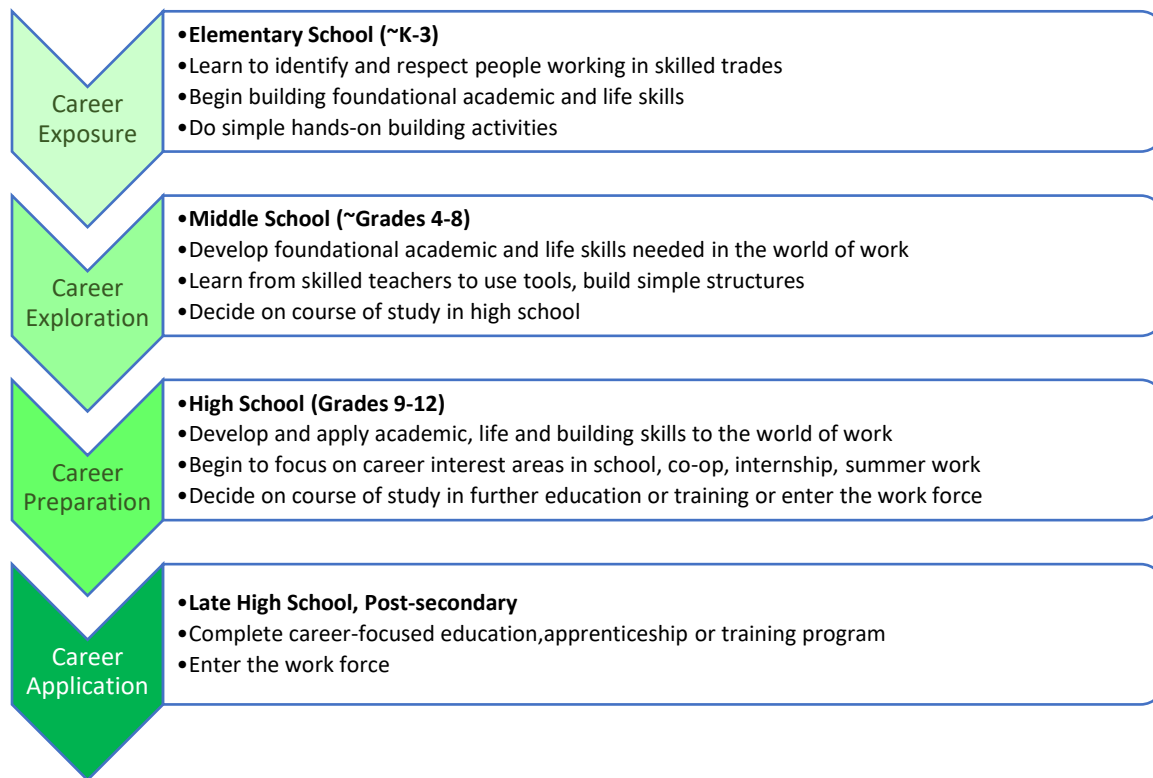 Career
Exposure
•Elementary School (~K-3)
•Learn to identify and respect people working in skilled trades
•Begin building foundational academic and life skills
•Do simple hands-on building activities
Career
Exploration
•Middle School (~Grades 4-8)
•Develop foundational academic and life skills needed in the world of work
•Learn from skilled teachers to use tools, build simple structures
•Decide on course of study in high school
Career
Preparation
•High School (Grades 9-12)
•Develop and apply academic, life and building skills to the world of work
•Begin to focus on career interest areas in school, co-op, internship, summer work
•Decide on course of study in further education or training or enter the work force
Career
Application
•Late High School, Post-secondary
•Complete career-focused education,apprenticeship or training program
•Enter the work force